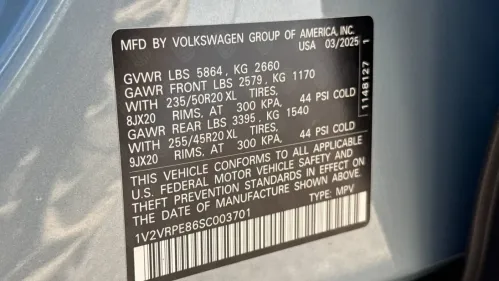 MFD BY VOLKSWAGEN GROUP OF AMERICA, INC.
USA 03/2025
GVWR LBS 5864, KG 2660
GAWR FRONT LBS 2579, KG 1170
WITH 235/50R20 XL TIRES,
8JX20 RIMS, AT 300 KPA, 44 PSI COLD
GAWR REAR LBS 3395, KG 1540
WITH 255/45R20 XL TIRES,
9JX20 RIMS, AT 300 KPA, 44 PSI COLD
THIS VEHICLE CONFORMS TO ALL APPLICABLE
U.S. FEDERAL MOTOR VEHICLE SAFETY AND
THEFT PREVENTION STANDARDS IN EFFECT ON
THE DATE OF MANUFACTURE SHOWN ABOVE.
1V2VRPE86SC003701 TYPE: MPV
1148127 1